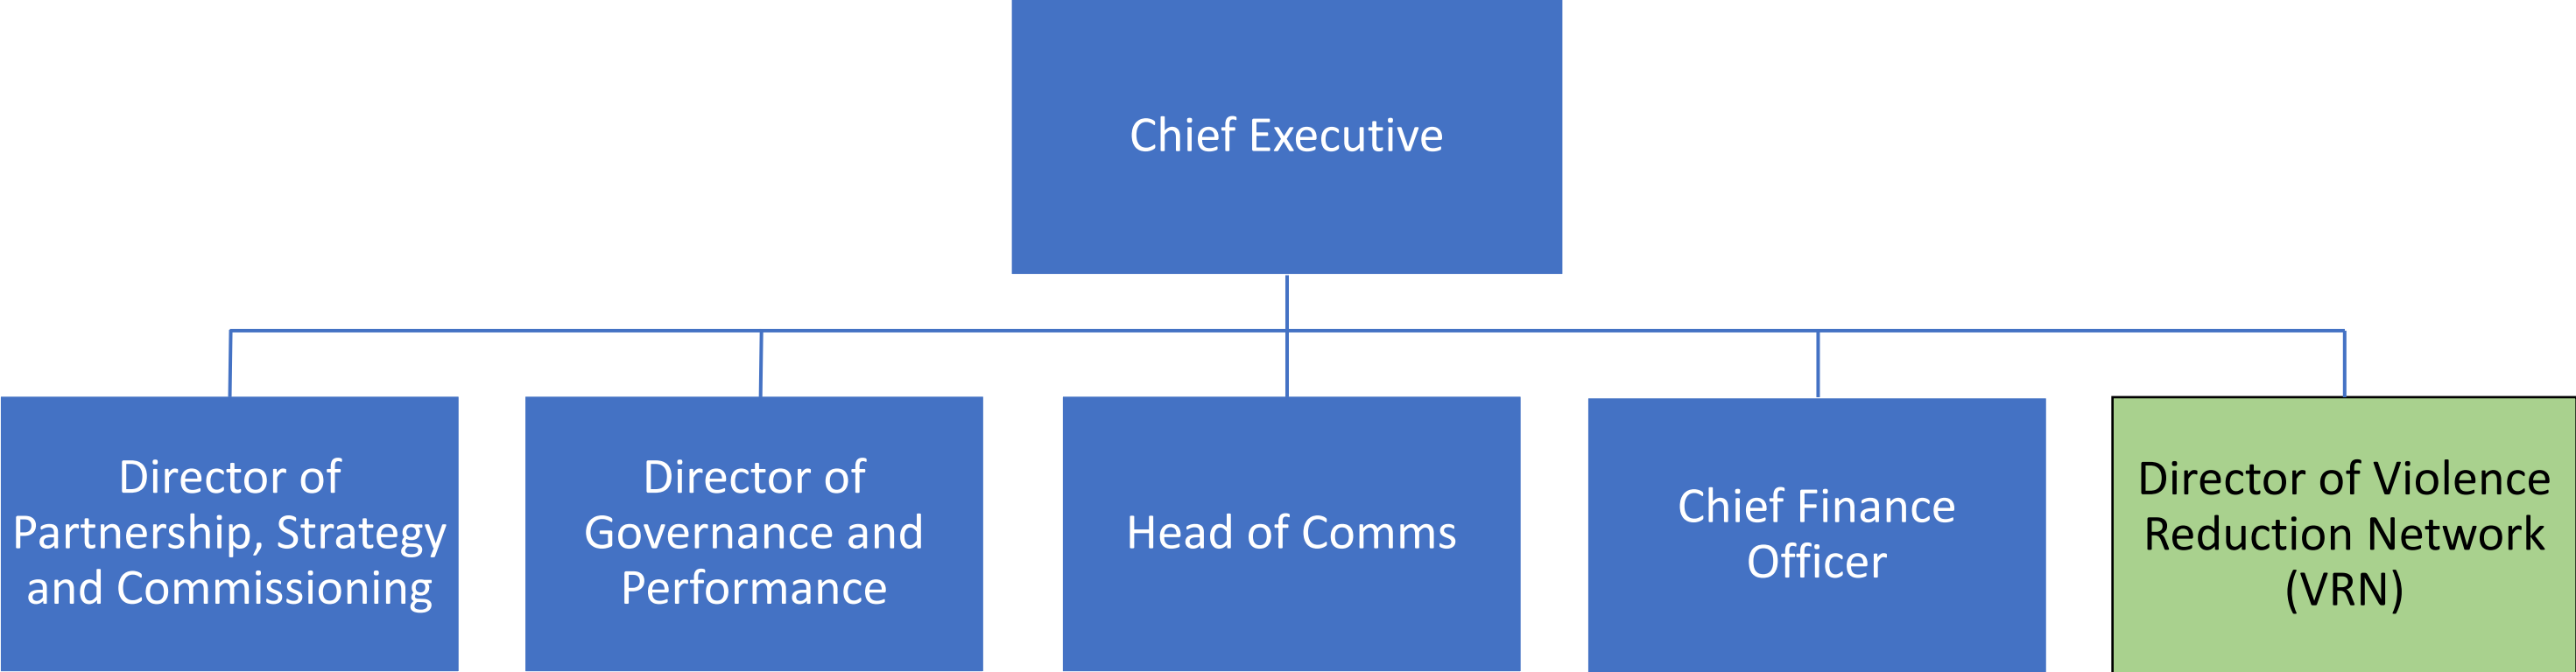 Chief Executive
Director of
Partnership, Strategy
and Commissioning
Director of
Governance and
Performance
Head of Comms
Chief Finance
Officer
Director of Violence
Reduction Network
(VRN)